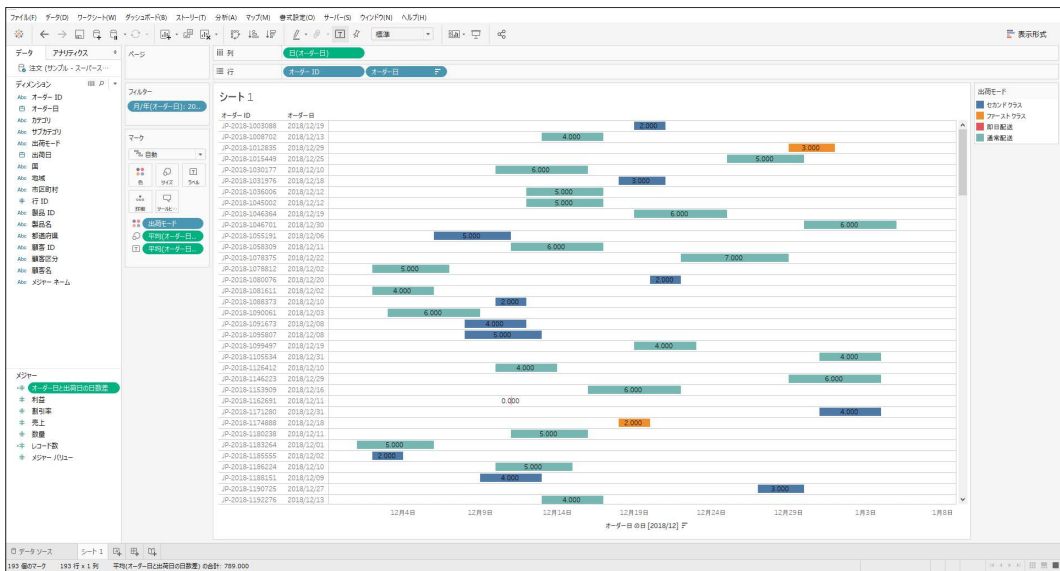 ファイル(F) データ(D) ワークシート(W) ダッシュボード(B) ストーリー(T) 分析(A) マップ(M) 書式設定(O) サーバー(S) ウィンドウ(N) ヘルプ(H)
標準
表示形式
データ アナリティクス
注文 (サンプル - スーパース…
ディメンション
Abc オーダー ID
オーダー日
Abc カテゴリ
Abc サブカテゴリ
Abc 出荷モード
出荷日
Abc 国
Abc 地域
Abc 市区町村
行 ID
Abc 製品 ID
Abc 製品名
Abc 都道府県
Abc 顧客 ID
Abc 顧客区分
Abc 顧客名
Abc メジャー ネーム
メジャー
オーダー日と出荷日の日数差
利益
割引率
売上
数量
レコード数
メジャー バリュー
ページ
フィルター
月/年(オーダー日): 20...
マーク
自動
色 サイズ ラベル
詳細 ツールヒ…
出荷モード
平均(オーダー日...
平均(オーダー日...
列 日(オーダー日)
行 オーダー ID オーダー日
シート 1
オーダー ID オーダー日
JP-2018-1003088 2018/12/19 2.000
JP-2018-1008702 2018/12/13 4.000
JP-2018-1012835 2018/12/29 3.000
JP-2018-1015449 2018/12/25 5.000
JP-2018-1030177 2018/12/10 6.000
JP-2018-1031976 2018/12/18 3.000
JP-2018-1036006 2018/12/12 5.000
JP-2018-1045002 2018/12/12 5.000
JP-2018-1046364 2018/12/19 6.000
JP-2018-1046701 2018/12/30 6.000
JP-2018-1055191 2018/12/06 5.000
JP-2018-1058309 2018/12/11 6.000
JP-2018-1078375 2018/12/22 7.000
JP-2018-1078812 2018/12/02 5.000
JP-2018-1080076 2018/12/20 2.000
JP-2018-1081611 2018/12/02 4.000
JP-2018-1088373 2018/12/10 2.000
JP-2018-1090061 2018/12/03 6.000
JP-2018-1091673 2018/12/08 4.000
JP-2018-1095807 2018/12/08 5.000
JP-2018-1099497 2018/12/19 4.000
JP-2018-1105534 2018/12/31 4.000
JP-2018-1126412 2018/12/10 4.000
JP-2018-1146223 2018/12/29 6.000
JP-2018-1153909 2018/12/16 6.000
JP-2018-1162691 2018/12/11 0.000
JP-2018-1171280 2018/12/31 4.000
JP-2018-1174888 2018/12/18 2.000
JP-2018-1180238 2018/12/11 5.000
JP-2018-1183264 2018/12/01 5.000
JP-2018-1185555 2018/12/02 2.000
JP-2018-1186224 2018/12/10 5.000
JP-2018-1188151 2018/12/09 4.000
JP-2018-1190725 2018/12/27 3.000
JP-2018-1192276 2018/12/13 4.000
12月4日 12月9日 12月14日 12月19日 12月24日 12月29日 1月3日 1月8日
オーダー日 の日 [2018/12]
出荷モード
セカンド クラス
ファースト クラス
即日配送
通常配送
データ ソース シート 1
193 個のマーク 193 行 x 1 列 平均(オーダー日と出荷日の日数差) の合計: 789.000